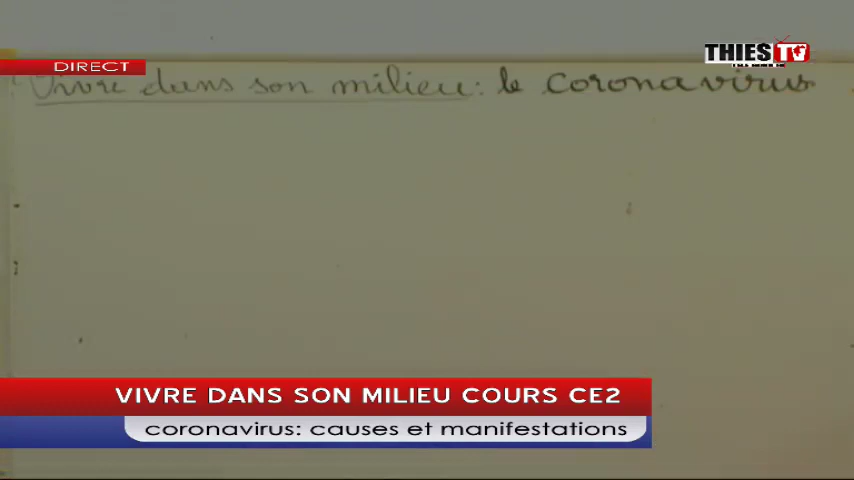 THIES TV
DIRECT
Vivre dans son milieu : le coronavirus
VIVRE DANS SON MILIEU COURS CE2
coronavirus: causes et manifestations